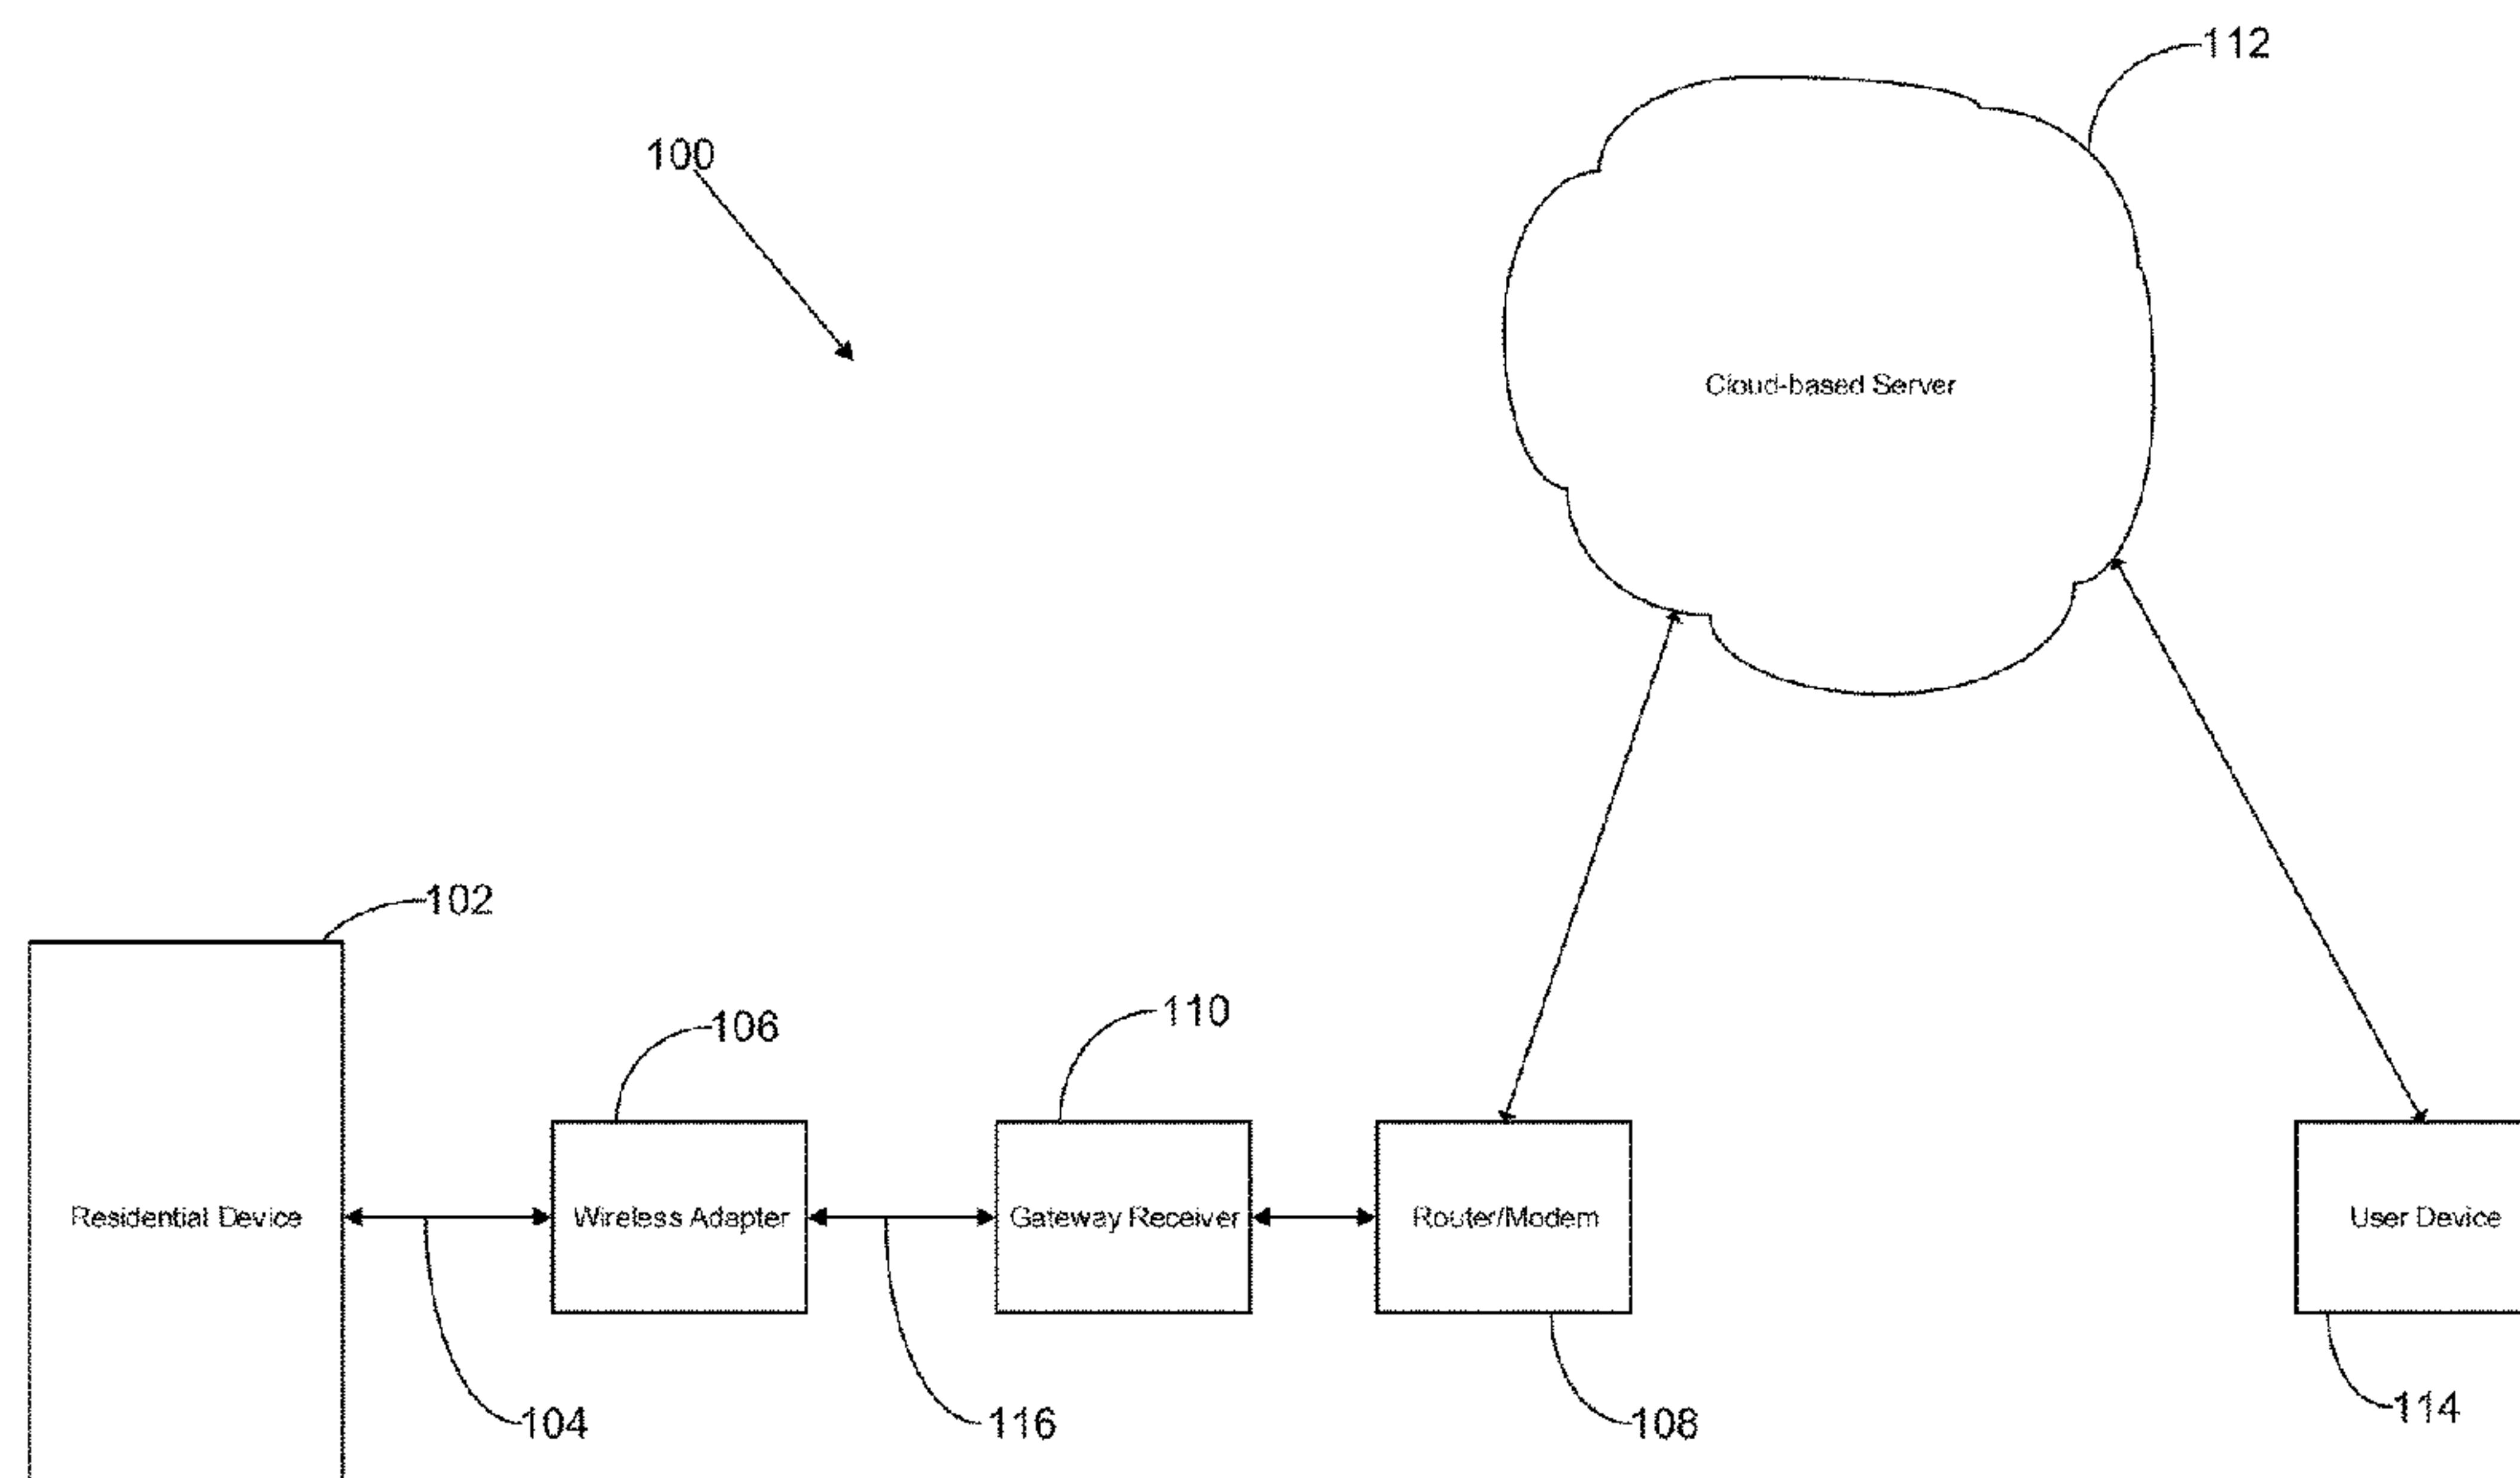 112
100
Cloud-based Server
102
106
110
Residential Device
Wireless Adapter
Gateway Receiver
Router/Modem
User Device
104
116
108
114